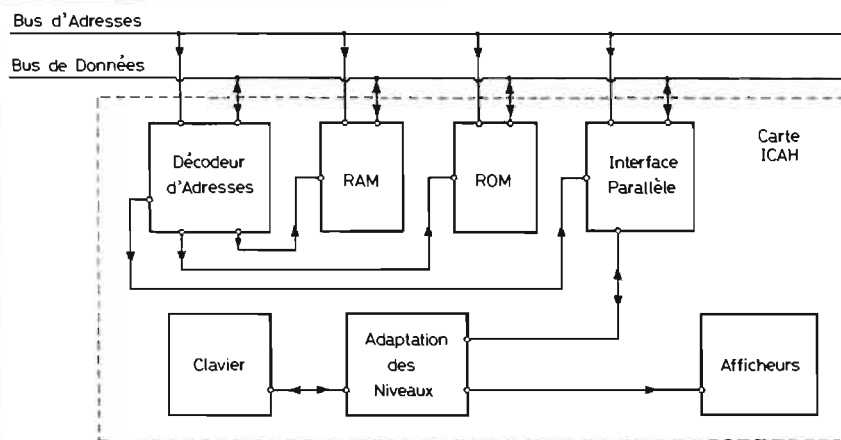 Bus d'Adresses
Bus de Données
Carte
ICAH
Décodeur
d'Adresses
RAM
ROM
Interface
Parallèle
Clavier
Adaptation
des
Niveaux
Afficheurs